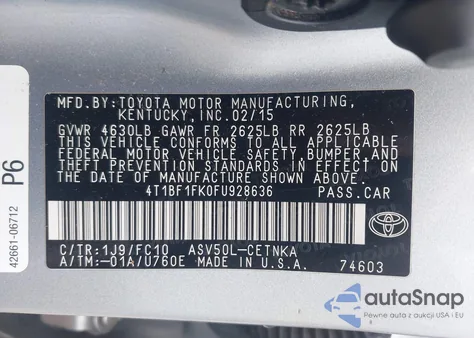 MFD.BY:TOYOTA MOTOR MANUFACTURING,
KENTUCKY, INC.02/15
GVWR 4630LB GAWR FR 2625LB RR 2625LB
THIS VEHICLE CONFORMS TO ALL APPLICABLE
FEDERAL MOTOR VEHICLE SAFETY, BUMPER, AND
THEFT PREVENTION STANDARDS IN EFFECT ON
THE DATE OF MANUFACTURE SHOWN ABOVE.
4T1BF1FK0FU928636 PASS.CAR
C/TR:1J9/FC10 ASV50L-CETNKA
A/TM:-01A/U760E MADE IN U.S.A. 74603
TOYOTA
42661-06712 P6
autaSnap
Pewne auta z USA i EU